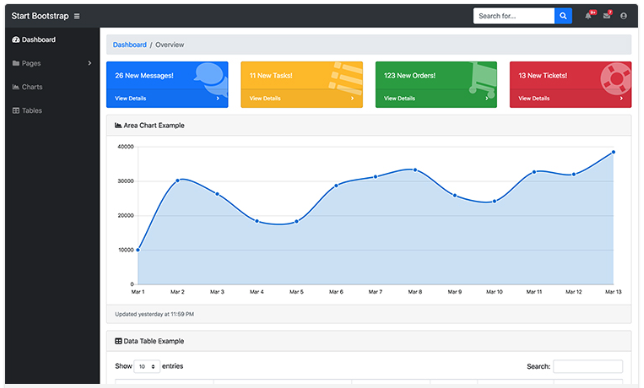 Start Bootstrap
Search for...
9+
Dashboard
Pages
Charts
Tables
Dashboard / Overview
26 New Messages!
View Details
11 New Tasks!
View Details
123 New Orders!
View Details
13 New Tickets!
View Details
Area Chart Example
40000
30000
20000
10000
0
Mar 1 Mar 2 Mar 3 Mar 4 Mar 5 Mar 6 Mar 7 Mar 8 Mar 9 Mar 10 Mar 11 Mar 12 Mar 13
Updated yesterday at 11:59 PM
Data Table Example
Show 10 entries
Search: